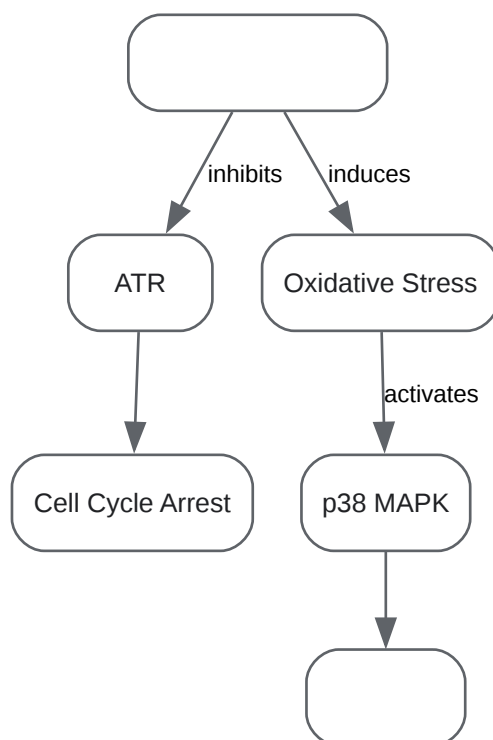 inhibits
induces
ATR
Oxidative Stress
activates
Cell Cycle Arrest
p38 MAPK